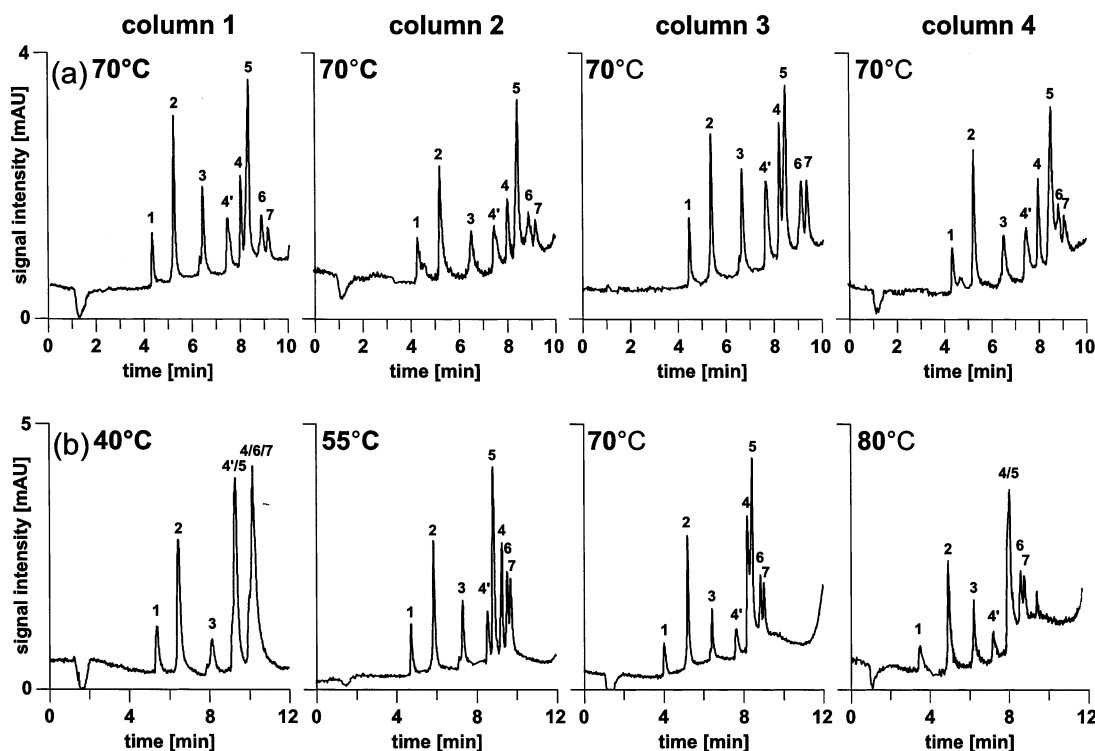 column 1 column 2 column 3 column 4
(a) 70°C 70°C 70°C 70°C
signal intensity [mAU]
4
0
1 2 3 4' 4 5 6 7
1 2 3 4' 4 5 6 7
1 2 3 4' 4 5 6 7
1 2 3 4' 4 5 6 7
0 2 4 6 8 10 0 2 4 6 8 10 0 2 4 6 8 10 0 2 4 6 8 10
time [min] time [min] time [min] time [min]
(b) 40°C 55°C 70°C 80°C
signal intensity [mAU]
5
0
1 2 3 4'/5 4/6/7
1 2 3 4' 5 4 6 7
1 2 3 4' 4 5 6 7
1 2 3 4' 4/5 6 7
0 4 8 12 4 8 12 4 8 12 4 8 12
time [min] time [min] time [min] time [min]